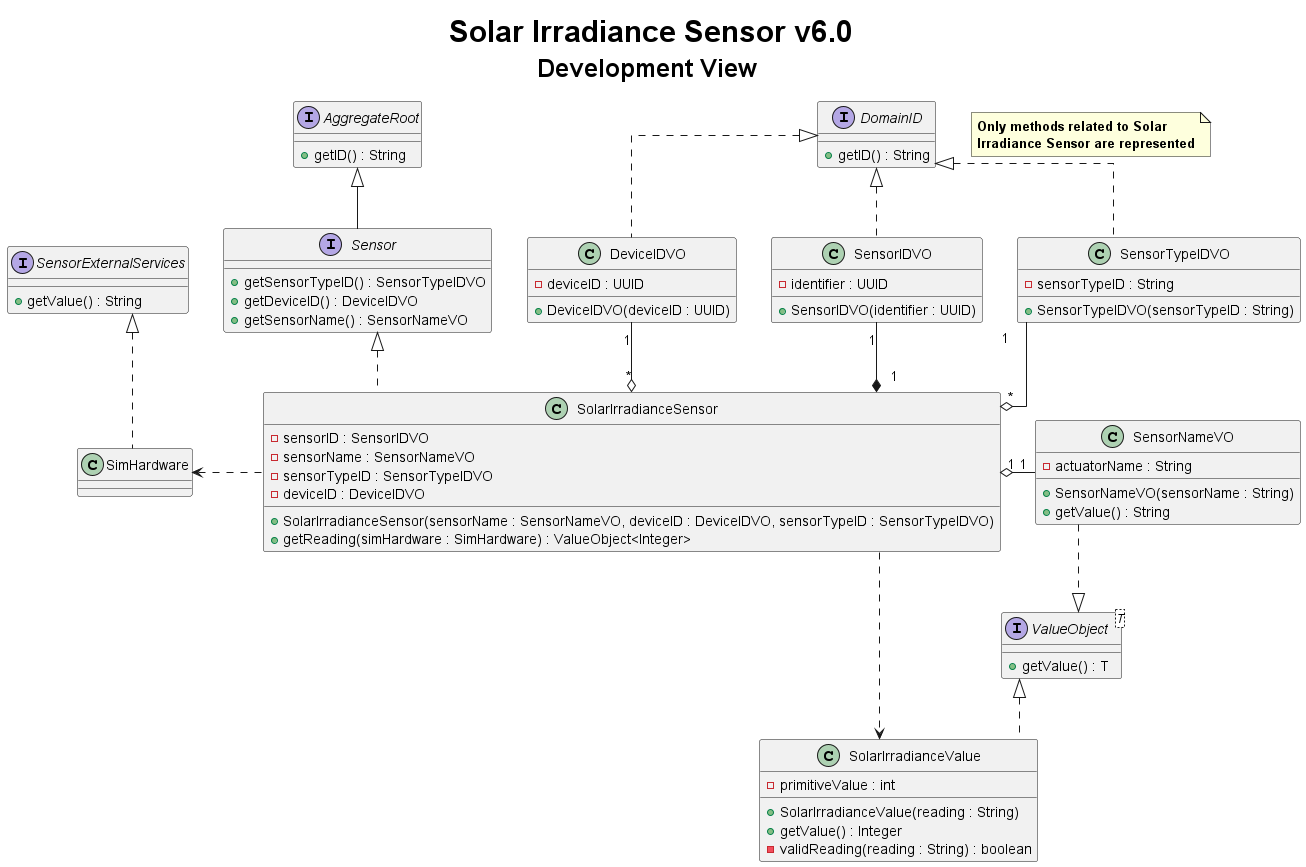 Solar Irradiance Sensor v6.0
Development View
I AggregateRoot
getID() : String
I DomainID
getID() : String
Only methods related to Solar
Irradiance Sensor are represented
I SensorExternalServices
getValue() : String
I Sensor
getSensorTypeID() : SensorTypeIDVO
getDeviceID() : DeviceIDVO
getSensorName() : SensorNameVO
C DeviceIDVO
deviceID : UUID
DeviceIDVO(deviceID : UUID)
C SensorIDVO
identifier : UUID
SensorIDVO(identifier : UUID)
C SensorTypeIDVO
sensorTypeID : String
SensorTypeIDVO(sensorTypeID : String)
1
*
1
1
1
*
C SimHardware
C SolarIrradianceSensor
sensorID : SensorIDVO
sensorName : SensorNameVO
sensorTypeID : SensorTypeIDVO
deviceID : DeviceIDVO
SolarIrradianceSensor(sensorName : SensorNameVO, deviceID : DeviceIDVO, sensorTypeID : SensorTypeIDVO)
getReading(simHardware : SimHardware) : ValueObject<Integer>
1 1
C SensorNameVO
actuatorName : String
SensorNameVO(sensorName : String)
getValue() : String
I ValueObject T
getValue() : T
C SolarIrradianceValue
primitiveValue : int
SolarIrradianceValue(reading : String)
getValue() : Integer
validReading(reading : String) : boolean